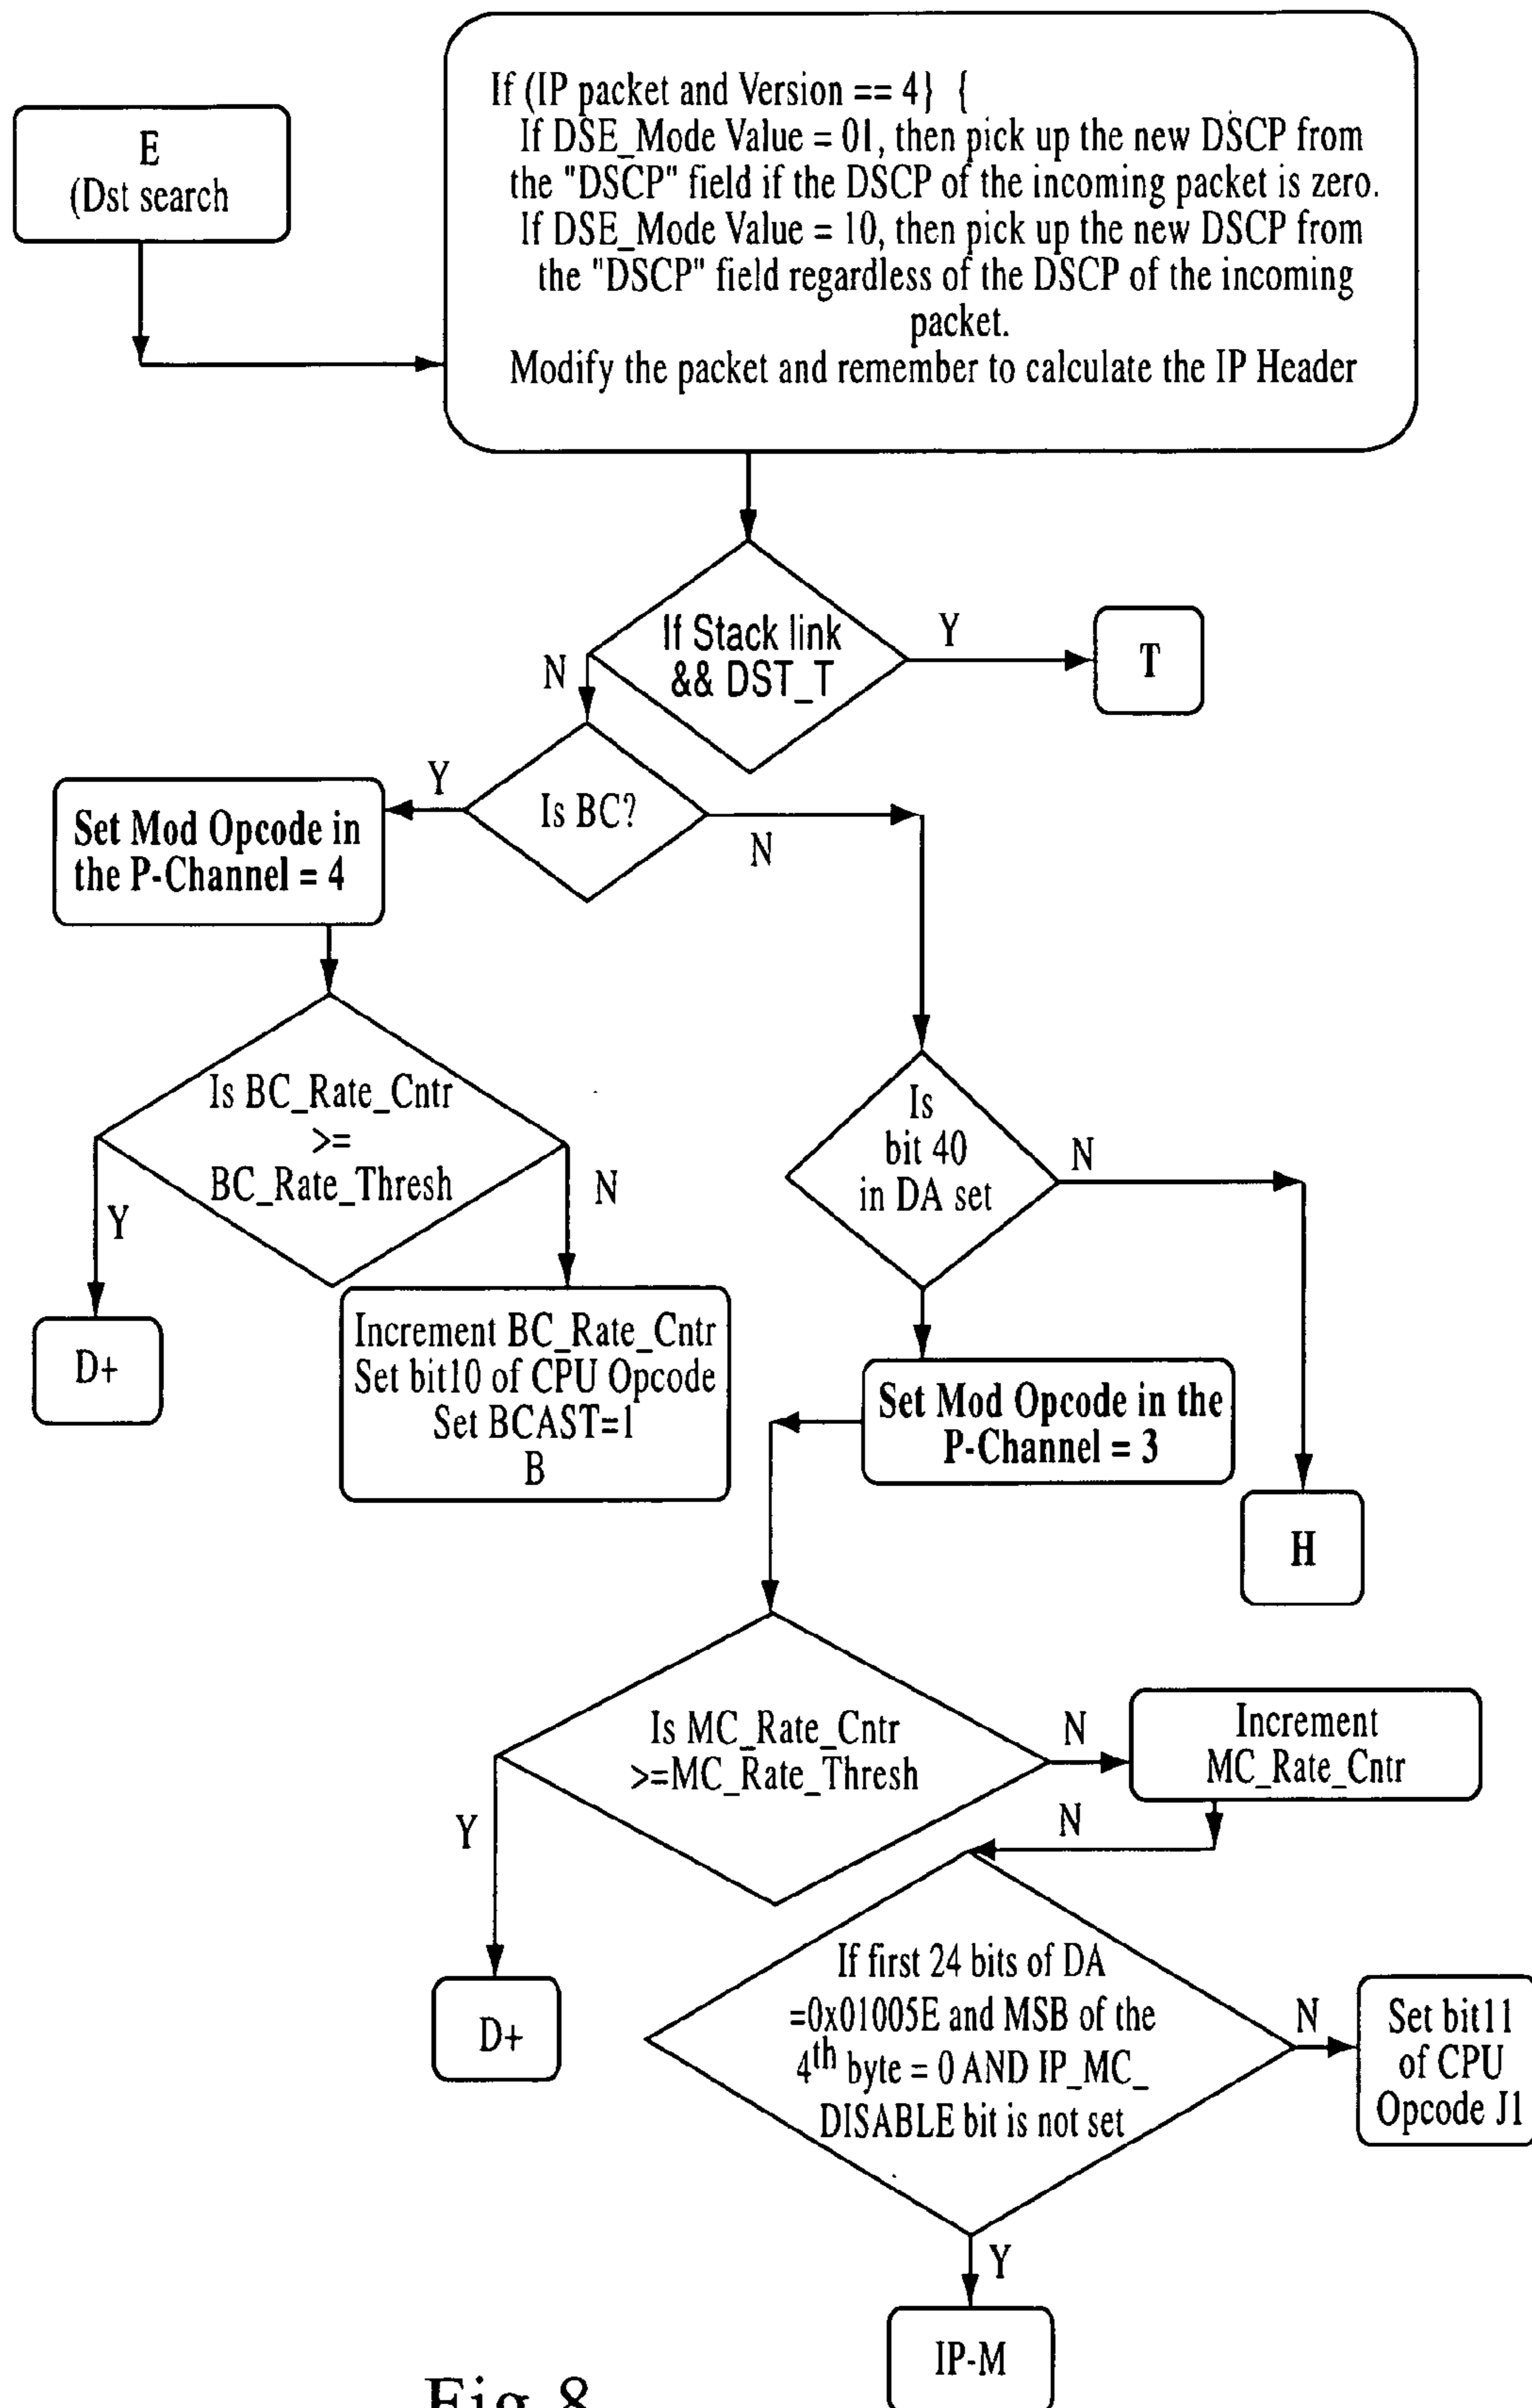 E
(Dst search
If (IP packet and Version == 4} {
If DSE_Mode Value = 01, then pick up the new DSCP from
the "DSCP" field if the DSCP of the incoming packet is zero.
If DSE_Mode Value = 10, then pick up the new DSCP from
the "DSCP" field regardless of the DSCP of the incoming
packet.
Modify the packet and remember to calculate the IP Header
If Stack link
&& DST_T
Y
T
N
Is BC?
Y
N
Set Mod Opcode in
the P-Channel = 4
Is BC_Rate_Cntr
>=
BC_Rate_Thresh
Y
N
D+
Increment BC_Rate_Cntr
Set bit10 of CPU Opcode
Set BCAST=1
B
Is
bit 40
in DA set
N
Set Mod Opcode in the
P-Channel = 3
H
Is MC_Rate_Cntr
>=MC_Rate_Thresh
N
Increment
MC_Rate_Cntr
Y
N
D+
If first 24 bits of DA
=0x01005E and MSB of the
4th byte = 0 AND IP_MC_
DISABLE bit is not set
N
Set bit11
of CPU
Opcode J1
Y
IP-M
Fig.8